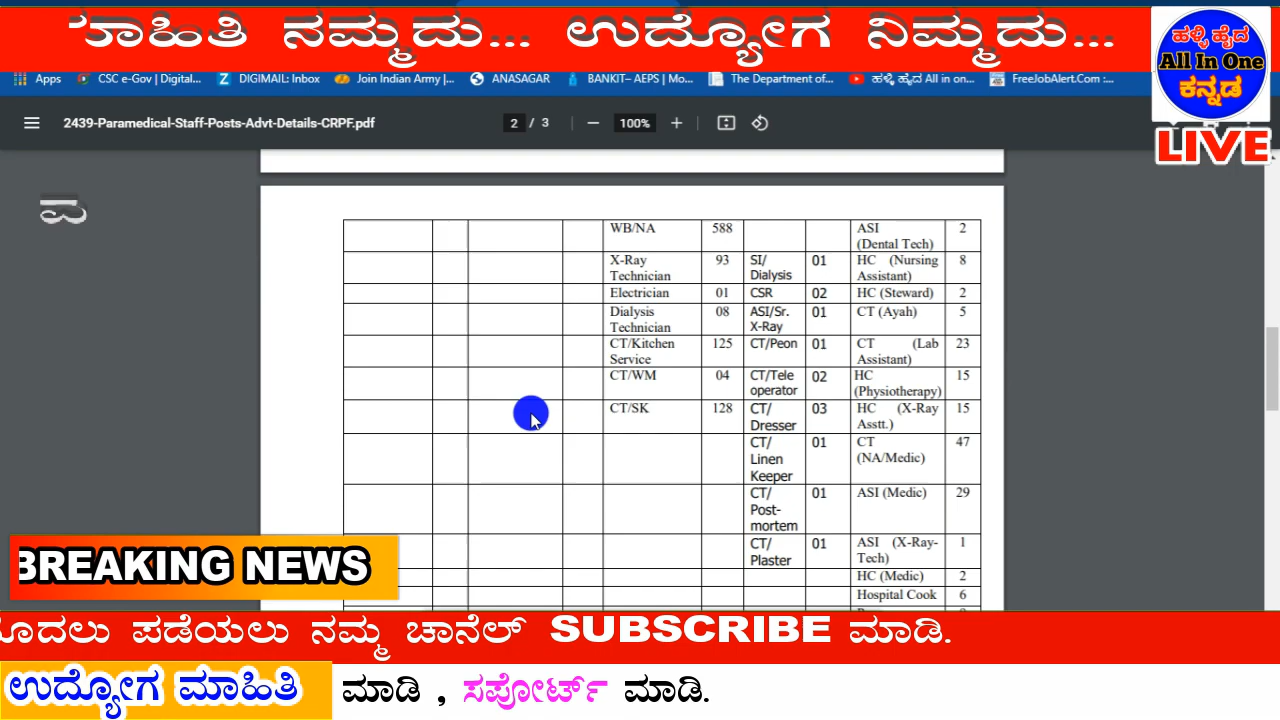 ಮಾಹಿತಿ ನಮ್ಮದು... ಉದ್ಯೋಗ ನಿಮ್ಮದು...
ಹಳ್ಳಿ ಹೈದ
All In One
ಕನ್ನಡ
LIVE
Apps CSC e-Gov | Digital... DIGIMAIL: Inbox Join Indian Army |... ANASAGAR BANKIT– AEPS | Mo... The Department of... ಹಳ್ಳಿ ಹೈದ All in on... FreeJobAlert.Com :...
2439-Paramedical-Staff-Posts-Advt-Details-CRPF.pdf 2 / 3 100%
ಪ
WB/NA 588 ASI (Dental Tech) 2
X-Ray Technician 93 SI/ Dialysis 01 HC (Nursing Assistant) 8
Electrician 01 CSR 02 HC (Steward) 2
Dialysis Technician 08 ASI/Sr. X-Ray 01 CT (Ayah) 5
CT/Kitchen Service 125 CT/Peon 01 CT (Lab Assistant) 23
CT/WM 04 CT/Tele operator 02 HC (Physiotherapy) 15
CT/SK 128 CT/ Dresser 03 HC (X-Ray Asstt.) 15
CT/ Linen Keeper 01 CT (NA/Medic) 47
CT/ Post-mortem 01 ASI (Medic) 29
CT/ Plaster 01 ASI (X-Ray-Tech) 1
HC (Medic) 2
Hospital Cook 6
BREAKING NEWS
ಮೊದಲು ಪಡೆಯಲು ನಮ್ಮ ಚಾನೆಲ್ SUBSCRIBE ಮಾಡಿ.
ಉದ್ಯೋಗ ಮಾಹಿತಿ ಮಾಡಿ , ಸಪೋರ್ಟ್ ಮಾಡಿ.